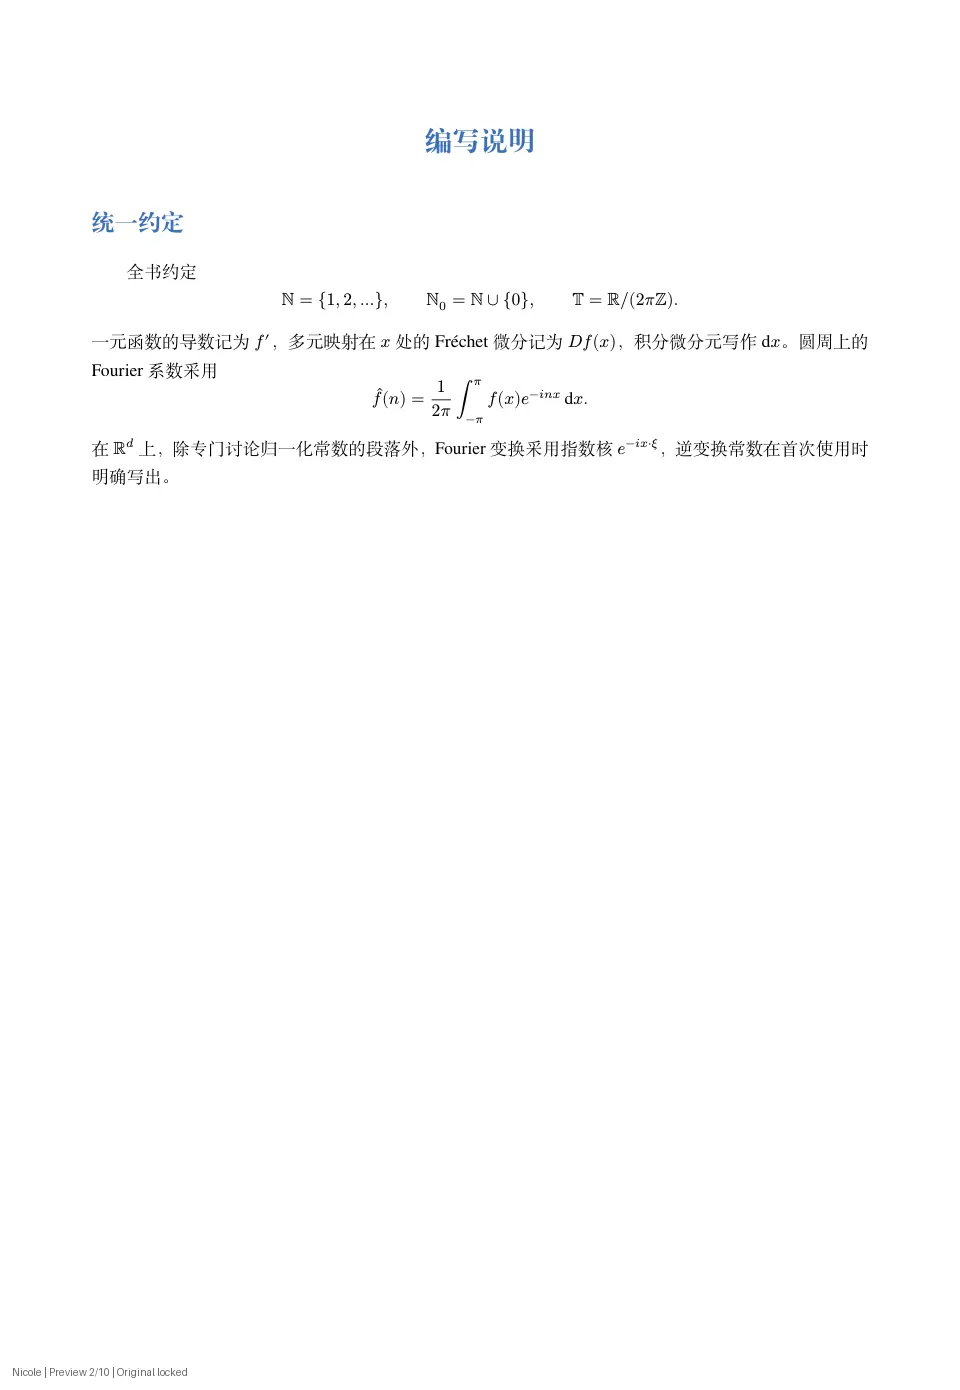 编写说明
统一约定
全书约定
ℕ = {1, 2, ...}, ℕ₀ = ℕ ∪ {0}, 𝕋 = ℝ/(2πℤ).
一元函数的导数记为 f′，多元映射在 x 处的 Fréchet 微分记为 Df(x)，积分微分元写作 dx。圆周上的
Fourier 系数采用
f̂(n) = \frac{1}{2π} ∫_{−π}^{π} f(x)e^{−inx} dx.
在 ℝ^d 上，除专门讨论归一化常数的段落外，Fourier 变换采用指数核 e^{−ix·ξ}，逆变换常数在首次使用时
明确写出。
Nicole | Preview 2/10 | Original locked